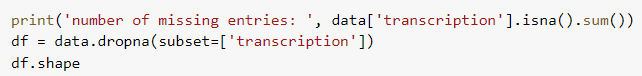 print('number of missing entries: ', data['transcription'].isna().sum())
df = data.dropna(subset=['transcription'])
df.shape